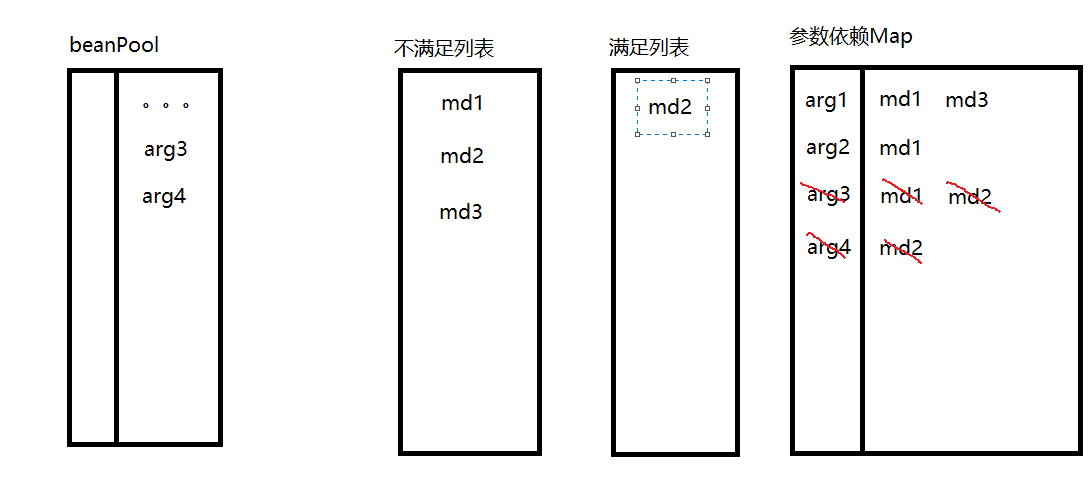 beanPool
。。。
arg3
arg4
不满足列表
md1
md2
md3
满足列表
md2
参数依赖Map
arg1 md1 md3
arg2 md1
arg3 md1 md2
arg4 md2